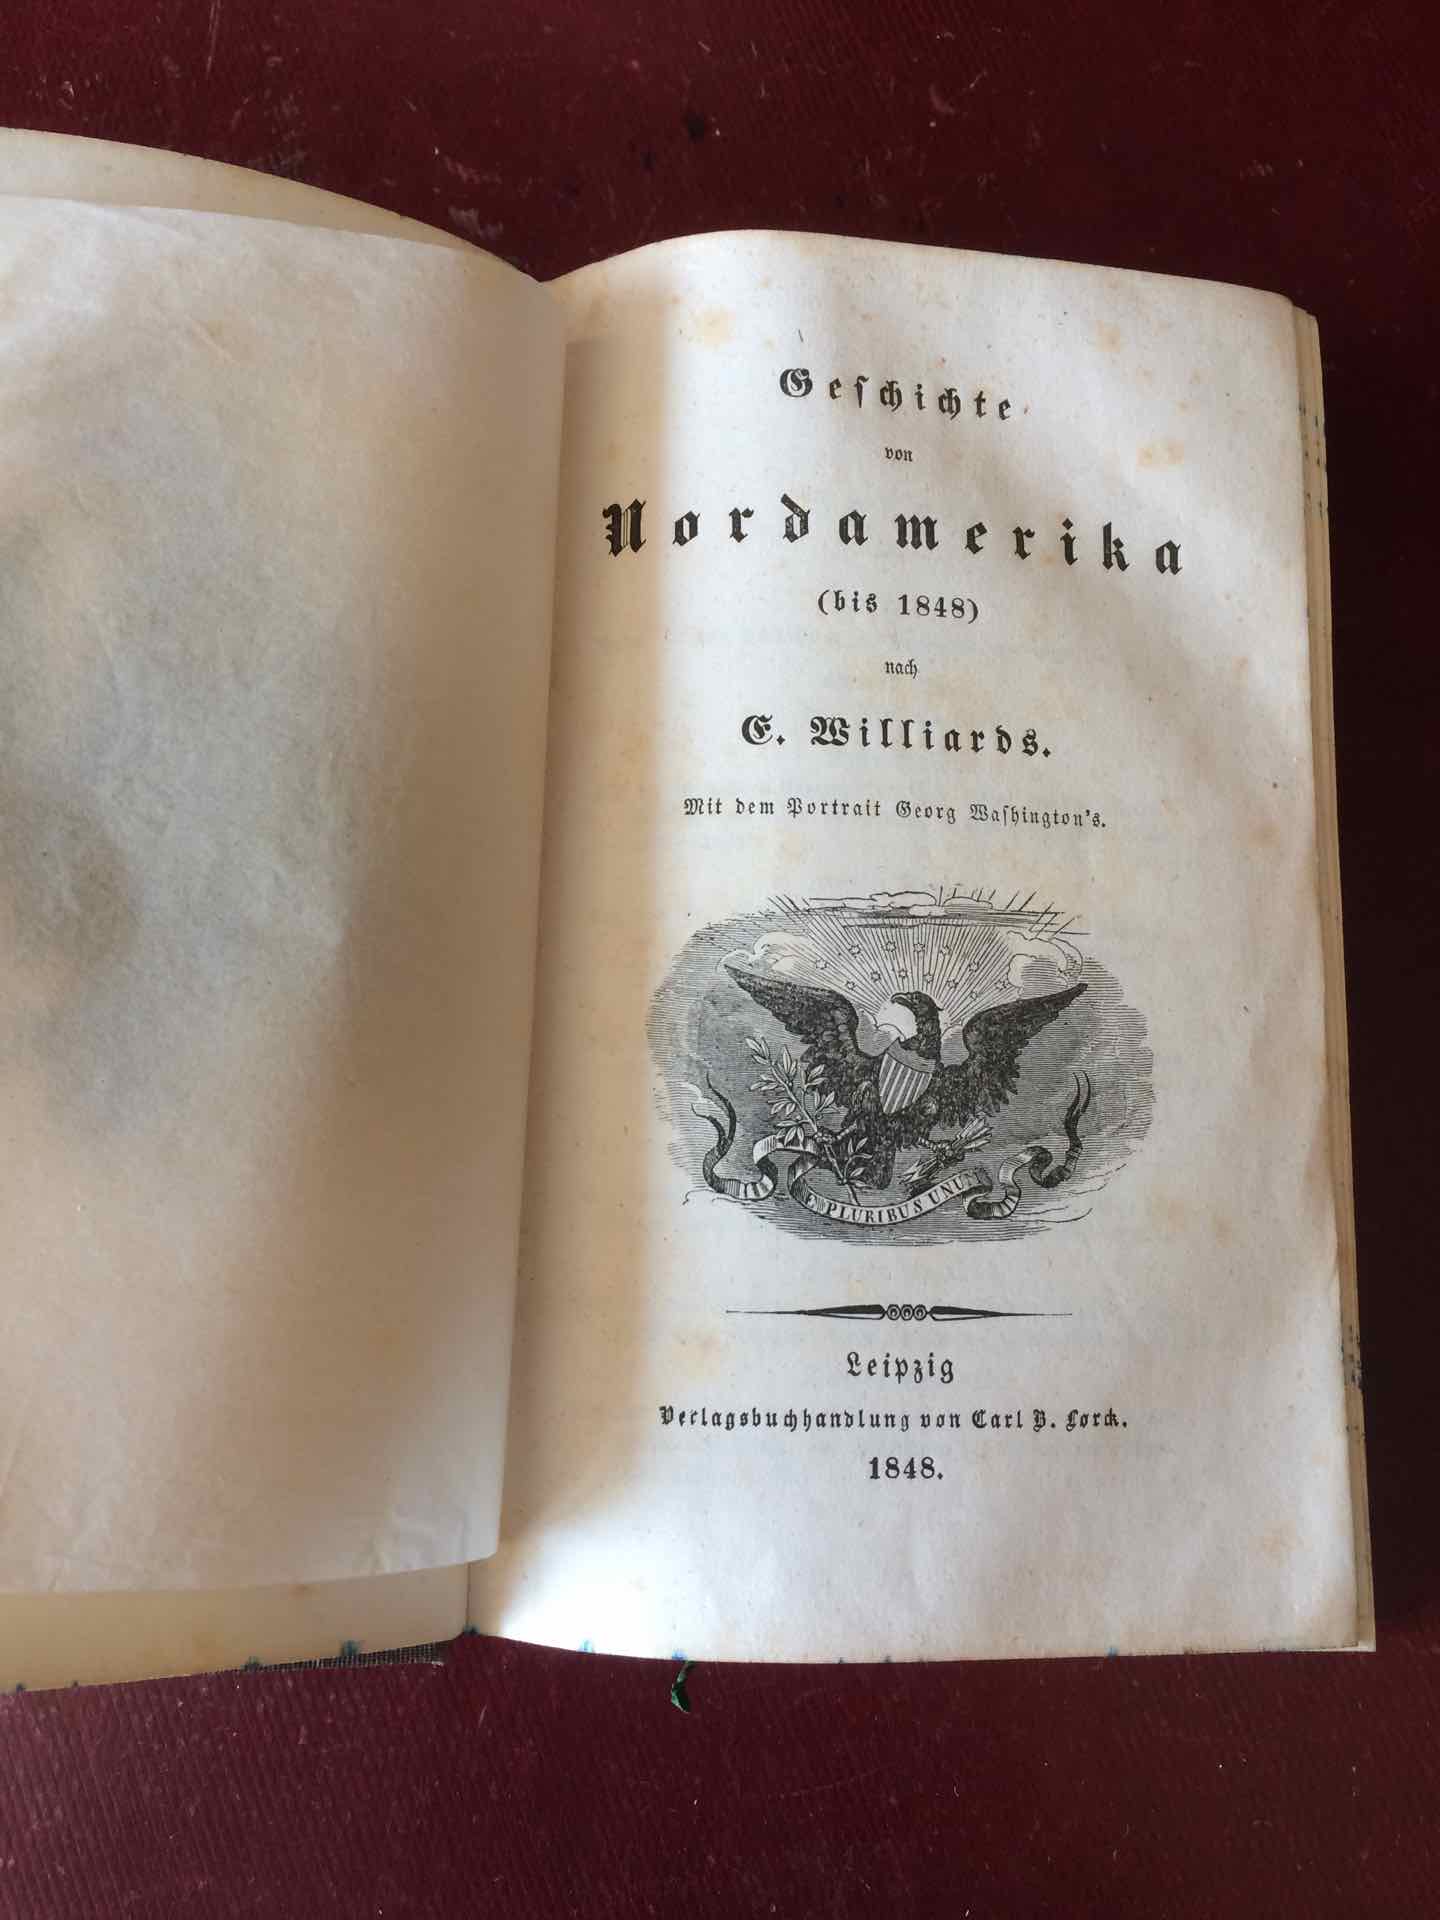 Geſchichte
von
Nordamerika
(bis 1848)
nach
E. Williards.
Mit dem Portrait Georg Waſhington's.
E PLURIBUS UNUM
Leipzig
Verlagsbuchhandlung von Carl B. Lorck.
1848.